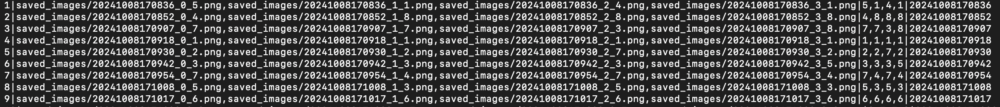 1|saved_images/20241008170836_0_5.png,saved_images/20241008170836_1_1.png,saved_images/20241008170836_2_4.png,saved_images/20241008170836_3_1.png|5,1,4,1|20241008170836
2|saved_images/20241008170852_0_4.png,saved_images/20241008170852_1_8.png,saved_images/20241008170852_2_8.png,saved_images/20241008170852_3_8.png|4,8,8,8|20241008170852
3|saved_images/20241008170907_0_7.png,saved_images/20241008170907_1_7.png,saved_images/20241008170907_2_3.png,saved_images/20241008170907_3_8.png|7,7,3,8|20241008170907
4|saved_images/20241008170918_0_1.png,saved_images/20241008170918_1_1.png,saved_images/20241008170918_2_1.png,saved_images/20241008170918_3_1.png|1,1,1,1|20241008170918
5|saved_images/20241008170930_0_2.png,saved_images/20241008170930_1_2.png,saved_images/20241008170930_2_7.png,saved_images/20241008170930_3_2.png|2,2,7,2|20241008170930
6|saved_images/20241008170942_0_3.png,saved_images/20241008170942_1_3.png,saved_images/20241008170942_2_3.png,saved_images/20241008170942_3_5.png|3,3,3,5|20241008170942
7|saved_images/20241008170954_0_7.png,saved_images/20241008170954_1_4.png,saved_images/20241008170954_2_7.png,saved_images/20241008170954_3_4.png|7,4,7,4|20241008170954
8|saved_images/20241008171008_0_5.png,saved_images/20241008171008_1_3.png,saved_images/20241008171008_2_5.png,saved_images/20241008171008_3_3.png|5,3,5,3|20241008171008
9|saved_images/20241008171017_0_6.png,saved_images/20241008171017_1_6.png,saved_images/20241008171017_2_6.png,saved_images/20241008171017_3_6.png|6,6,6,6|20241008171017